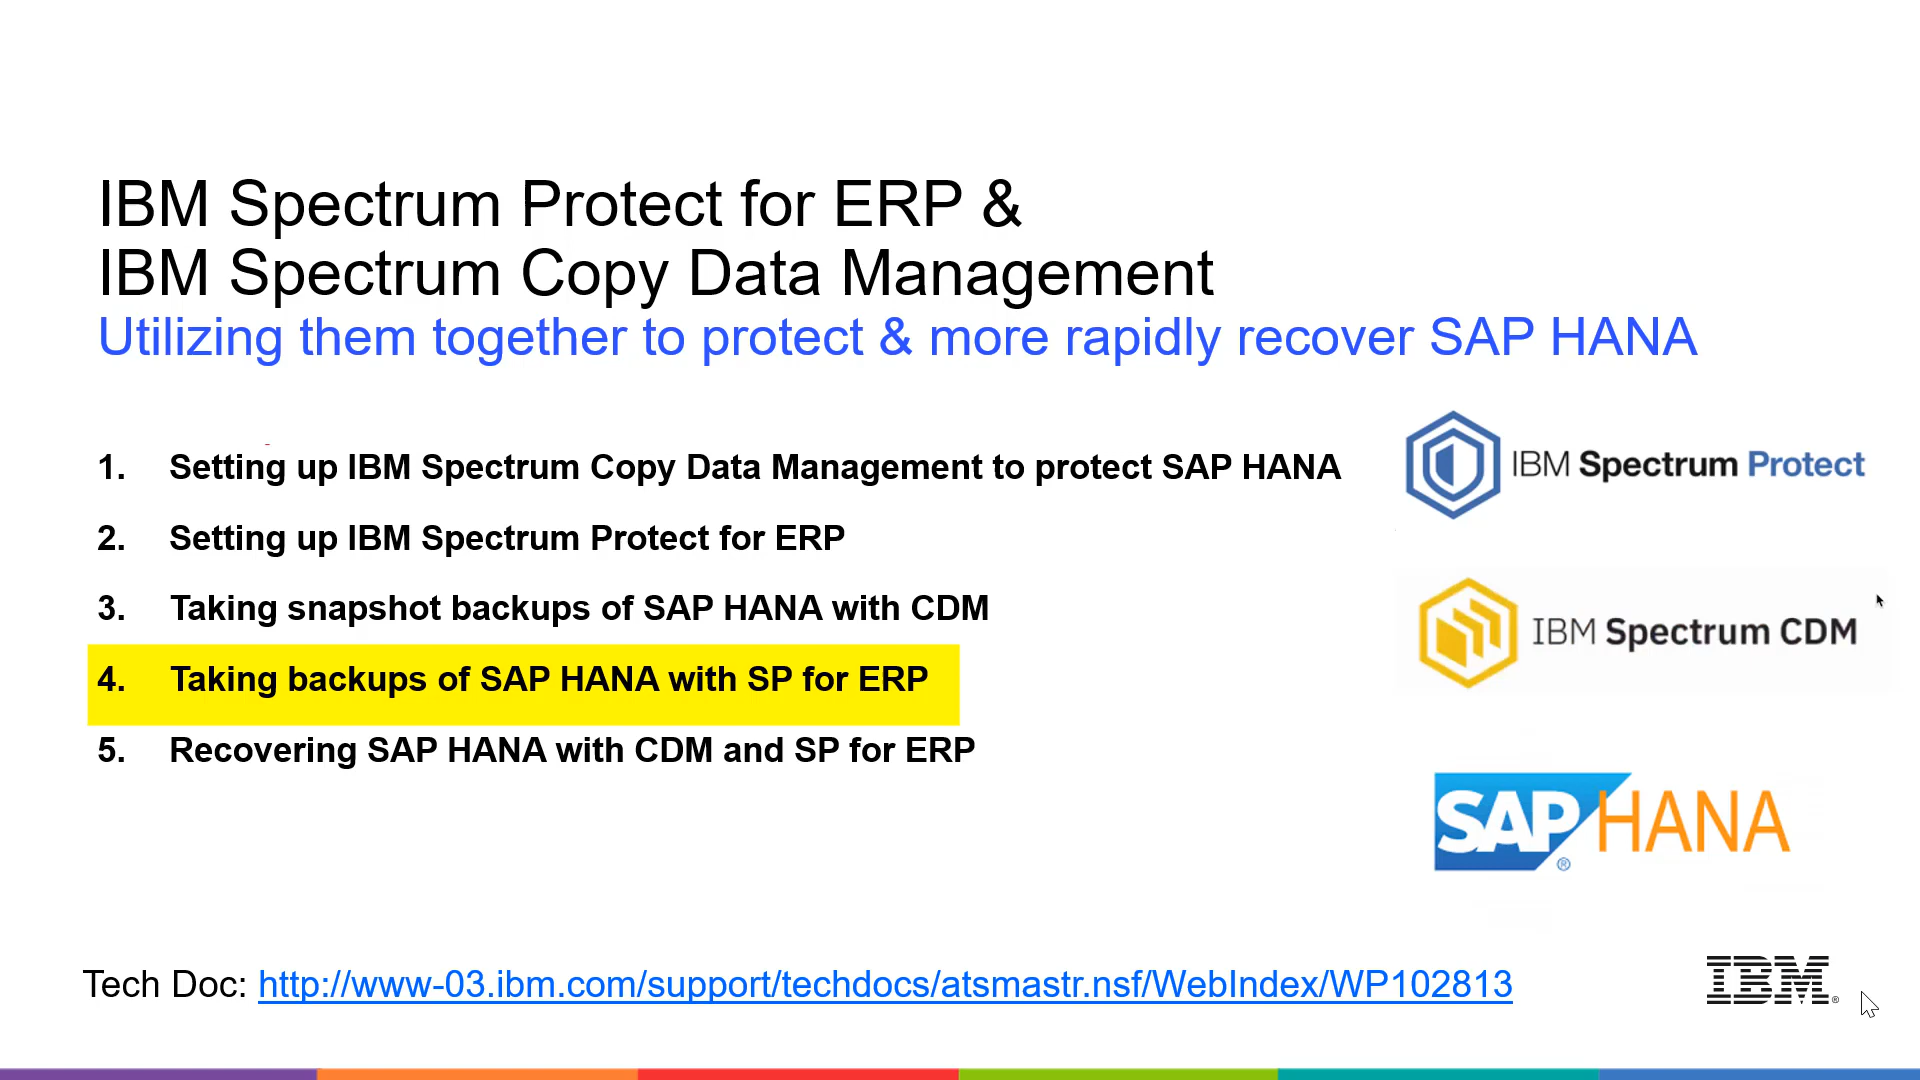 IBM Spectrum Protect for ERP &
IBM Spectrum Copy Data Management
Utilizing them together to protect & more rapidly recover SAP HANA
1. Setting up IBM Spectrum Copy Data Management to protect SAP HANA
2. Setting up IBM Spectrum Protect for ERP
3. Taking snapshot backups of SAP HANA with CDM
4. Taking backups of SAP HANA with SP for ERP
5. Recovering SAP HANA with CDM and SP for ERP
IBM Spectrum Protect
IBM Spectrum CDM
SAP® HANA
Tech Doc: http://www-03.ibm.com/support/techdocs/atsmastr.nsf/WebIndex/WP102813
IBM®